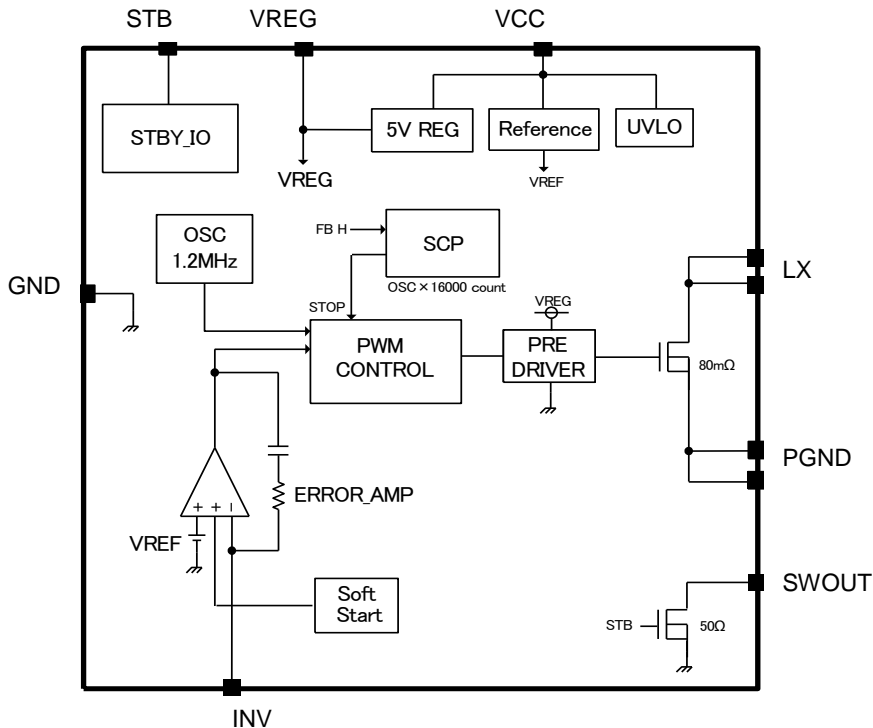 STB
VREG
VCC
STBY_IO
5V REG
Reference
UVLO
VREG
VREF
OSC
1.2MHz
FB H
SCP
OSC×16000 count
GND
LX
STOP
VREG
PWM
CONTROL
PRE
DRIVER
80mΩ
PGND
ERROR_AMP
+ + −
VREF
SWOUT
Soft
Start
STB
50Ω
INV